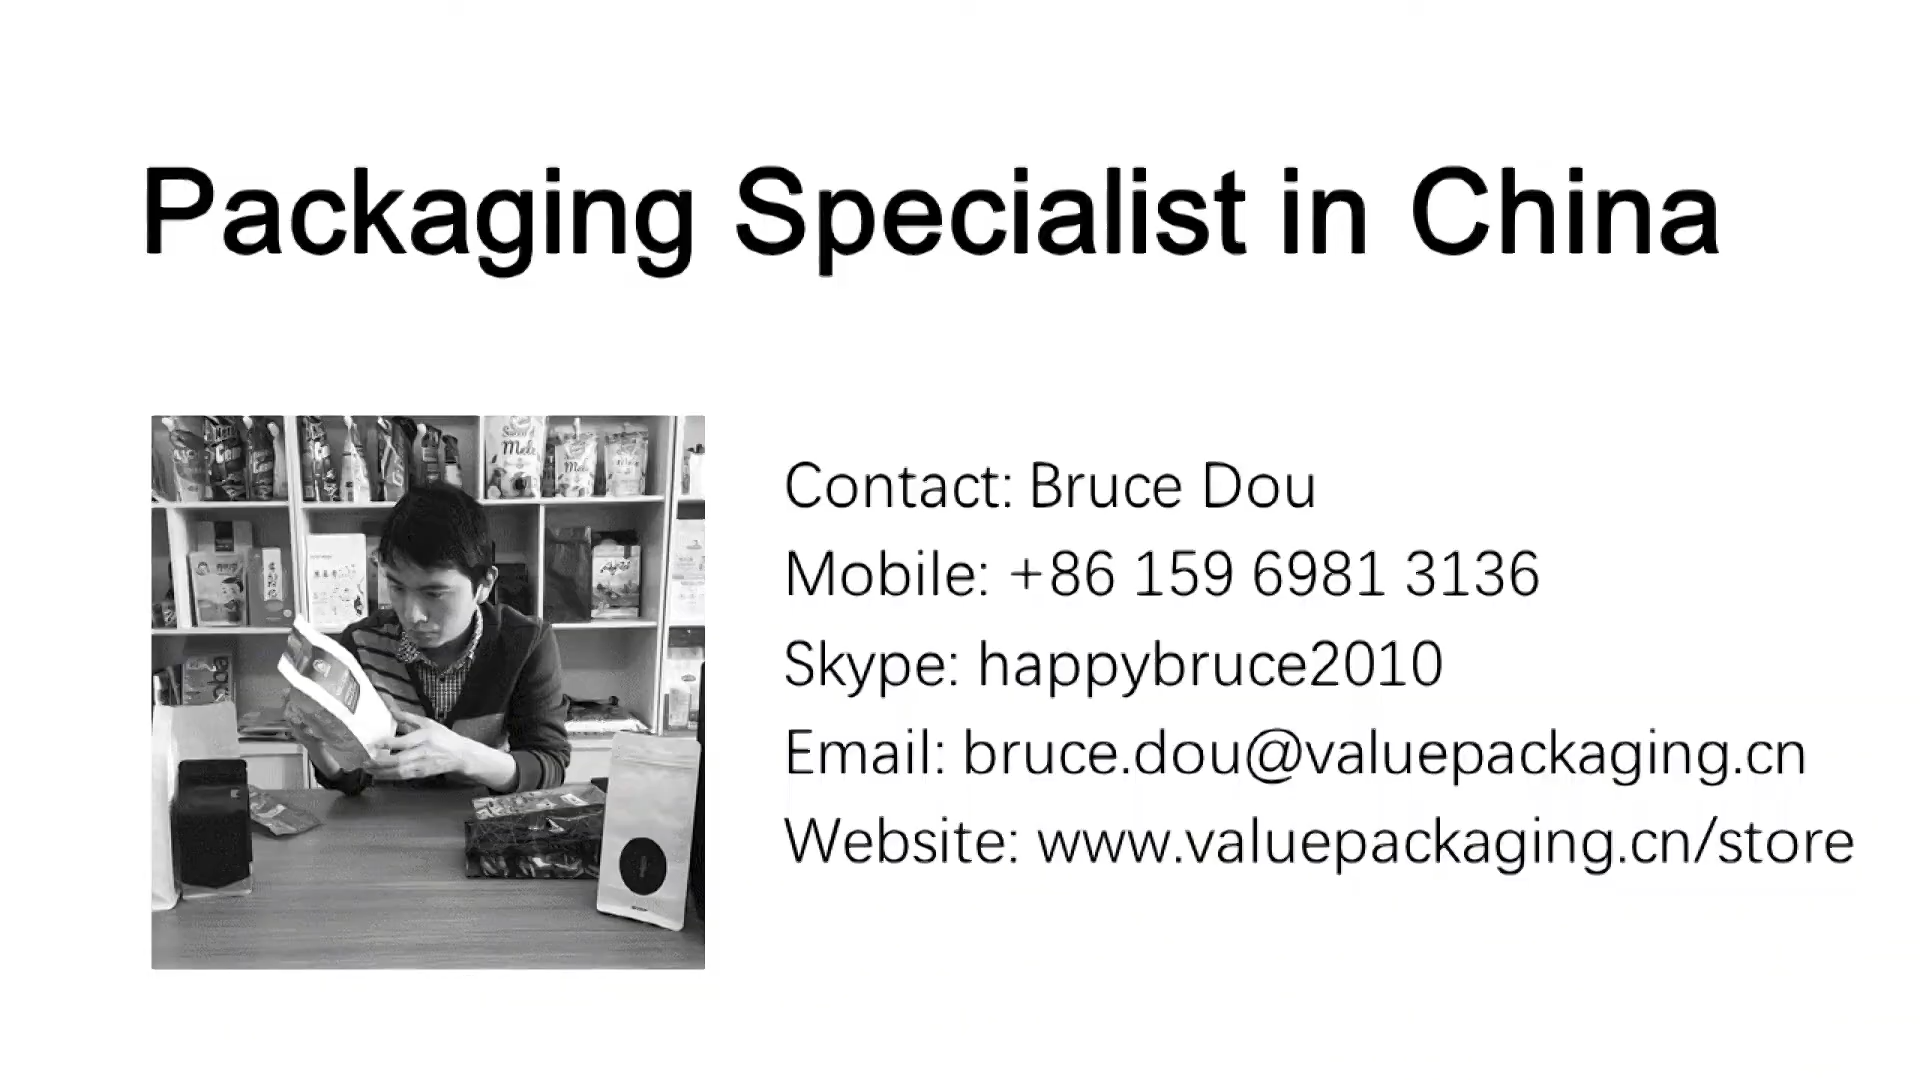 Packaging Specialist in China
Contact: Bruce Dou
Mobile: +86 159 6981 3136
Skype: happybruce2010
Email: bruce.dou@valuepackaging.cn
Website: www.valuepackaging.cn/store